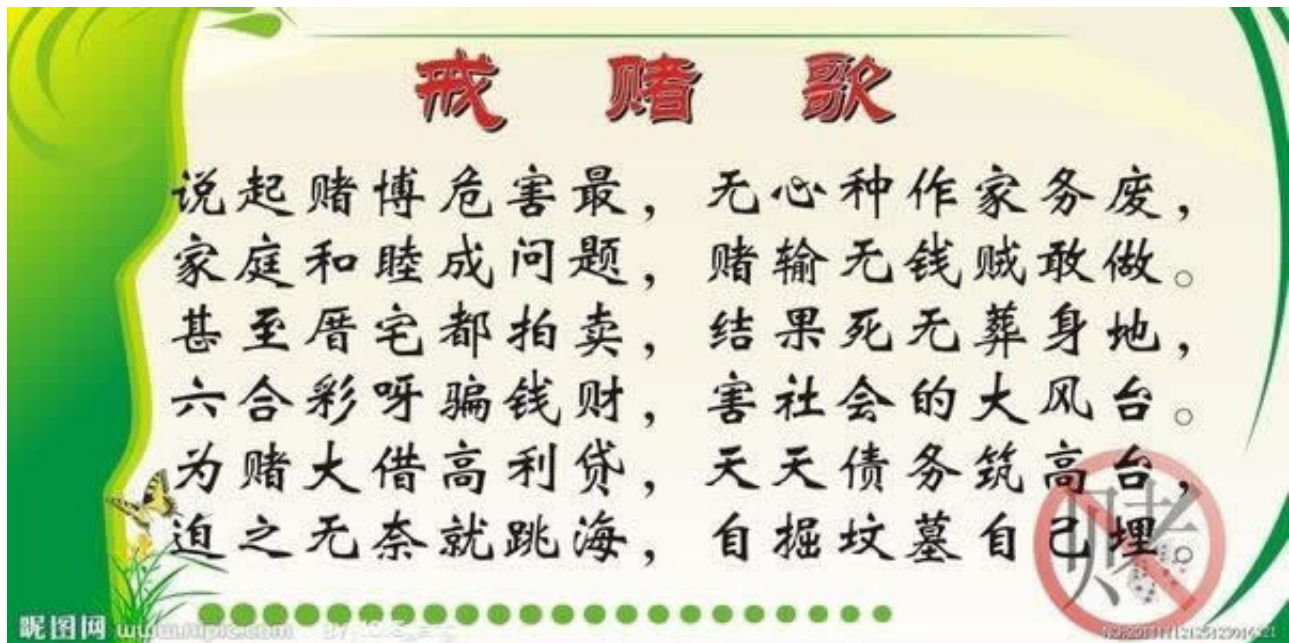 戒赌歌
说起赌博危害最，无心种作家务废，
家庭和睦成问题，赌输无钱贼敢做。
甚至厝宅都拍卖，结果死无葬身地，
六合彩呀骗钱财，害社会的大风台。
为赌大借高利贷，天天债务筑高台，
迫之无奈就跳海，自掘坟墓自己埋。
赌
昵图网 www.nipic.com